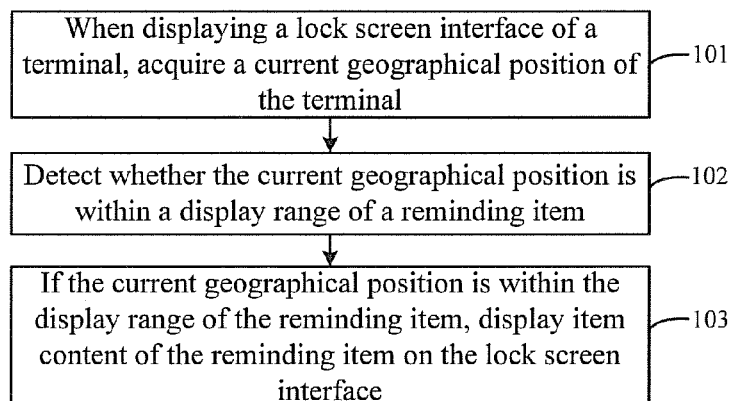 When displaying a lock screen interface of a
terminal, acquire a current geographical position of
the terminal
101
Detect whether the current geographical position is
within a display range of a reminding item
102
If the current geographical position is within the
display range of the reminding item, display item
content of the reminding item on the lock screen
interface
103